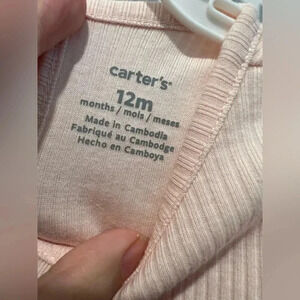 carter's®
12m
months / mois / meses
Made in Cambodia
Fabriqué au Cambodge
Hecho en Camboya